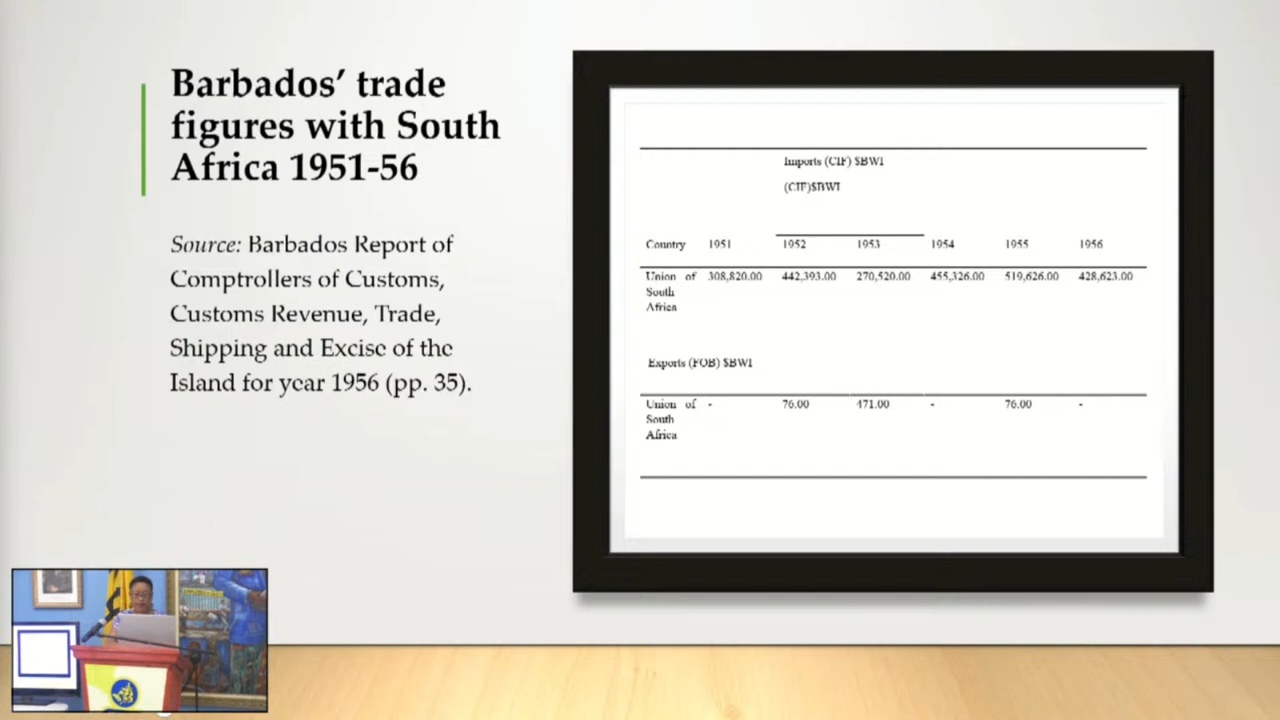 Barbados’ trade
figures with South
Africa 1951-56
Source: Barbados Report of
Comptrollers of Customs,
Customs Revenue, Trade,
Shipping and Excise of the
Island for year 1956 (pp. 35).
Imports (CIF) $BWI
(CIF)$BWI
Country 1951 1952 1953 1954 1955 1956
Union of 308,820.00 442,393.00 270,520.00 455,326.00 519,626.00 428,623.00
South
Africa
Exports (FOB) $BWI
Union of - 76.00 471.00 - 76.00 -
South
Africa